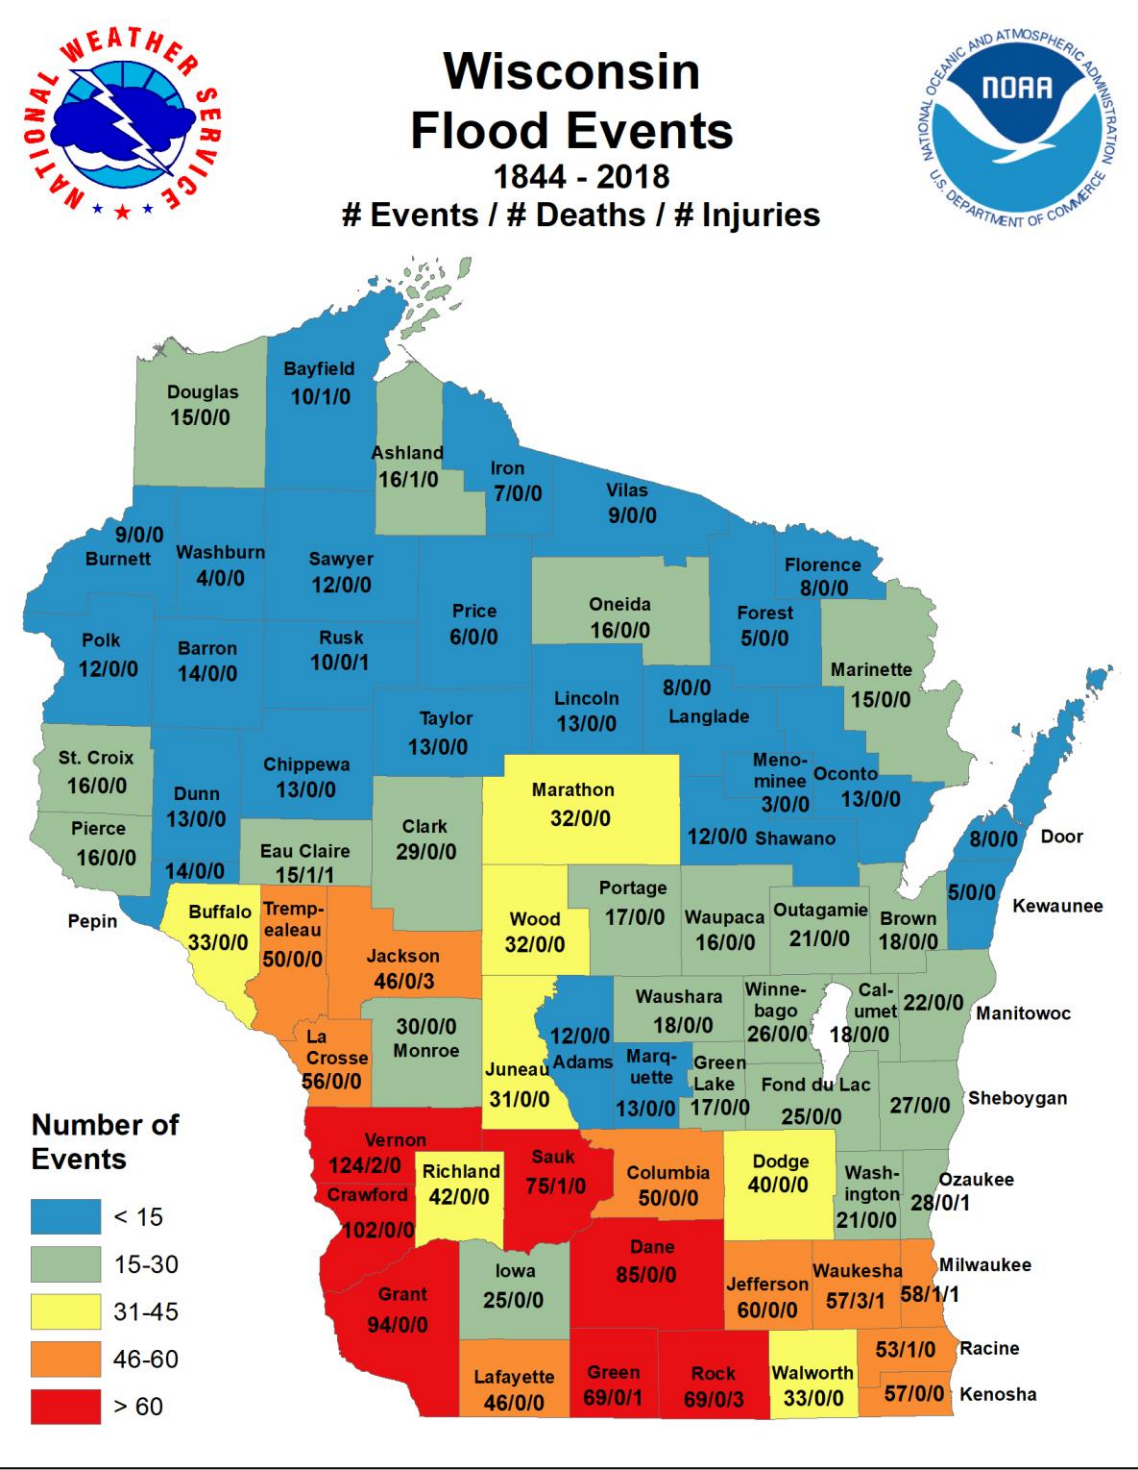 NATIONAL WEATHER SERVICE
Wisconsin
Flood Events
1844 - 2018
# Events / # Deaths / # Injuries
NATIONAL OCEANIC AND ATMOSPHERIC ADMINISTRATION
NOAA
U.S. DEPARTMENT OF COMMERCE
Bayfield
10/1/0
Douglas
15/0/0
Ashland
16/1/0
Iron
7/0/0
Vilas
9/0/0
9/0/0
Burnett
Washburn
4/0/0
Sawyer
12/0/0
Florence
8/0/0
Price
6/0/0
Oneida
16/0/0
Forest
5/0/0
Polk
12/0/0
Barron
14/0/0
Rusk
10/0/1
Marinette
15/0/0
Taylor
13/0/0
Lincoln
13/0/0
8/0/0
Langlade
St. Croix
16/0/0
Chippewa
13/0/0
Dunn
13/0/0
Marathon
32/0/0
Meno-
minee
3/0/0
Oconto
13/0/0
Pierce
16/0/0
Clark
29/0/0
12/0/0 Shawano
8/0/0
Door
Eau Claire
15/1/1
14/0/0
Pepin
Buffalo
33/0/0
Tremp-
ealeau
50/0/0
Jackson
46/0/3
Wood
32/0/0
Portage
17/0/0
Waupaca
16/0/0
Outagamie
21/0/0
Brown
18/0/0
5/0/0
Kewaunee
La
Crosse
56/0/0
30/0/0
Monroe
Juneau
31/0/0
12/0/0
Adams
Waushara
18/0/0
Winne-
bago
26/0/0
Cal-
umet
18/0/0
22/0/0
Manitowoc
Marq-
uette
13/0/0
Green
Lake
17/0/0
Fond du Lac
25/0/0
27/0/0
Sheboygan
Vernon
124/2/0
Richland
42/0/0
Sauk
75/1/0
Columbia
50/0/0
Dodge
40/0/0
Wash-
ington
21/0/0
Ozaukee
28/0/1
Crawford
102/0/0
Grant
94/0/0
Iowa
25/0/0
Dane
85/0/0
Jefferson
60/0/0
Waukesha
57/3/1
Milwaukee
58/1/1
Lafayette
46/0/0
Green
69/0/1
Rock
69/0/3
Walworth
33/0/0
53/1/0
Racine
57/0/0
Kenosha
Number of
Events
< 15
15-30
31-45
46-60
> 60